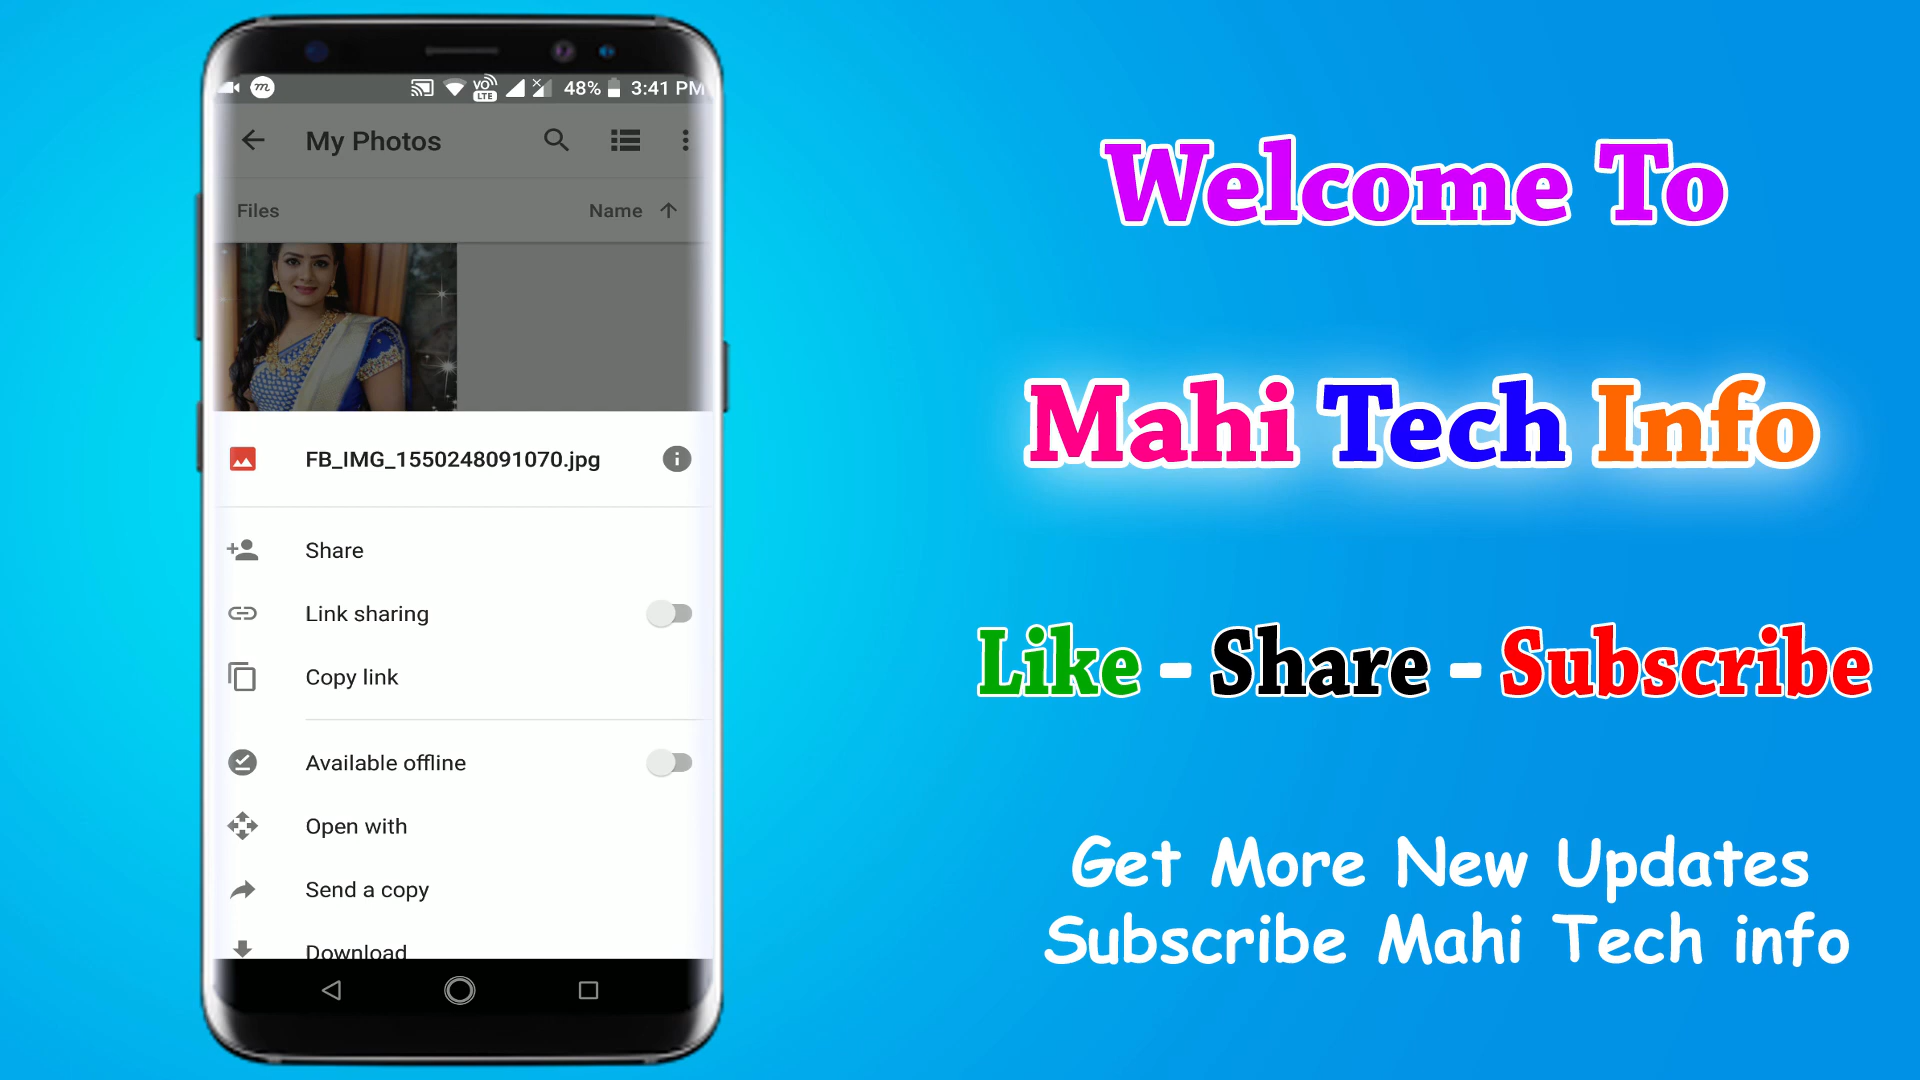 VO LTE 48% 3:41 PM
My Photos
Files Name
FB_IMG_1550248091070.jpg
Share
Link sharing
Copy link
Available offline
Open with
Send a copy
Download
Welcome To
Mahi Tech Info
Like - Share - Subscribe
Get More New Updates
Subscribe Mahi Tech info